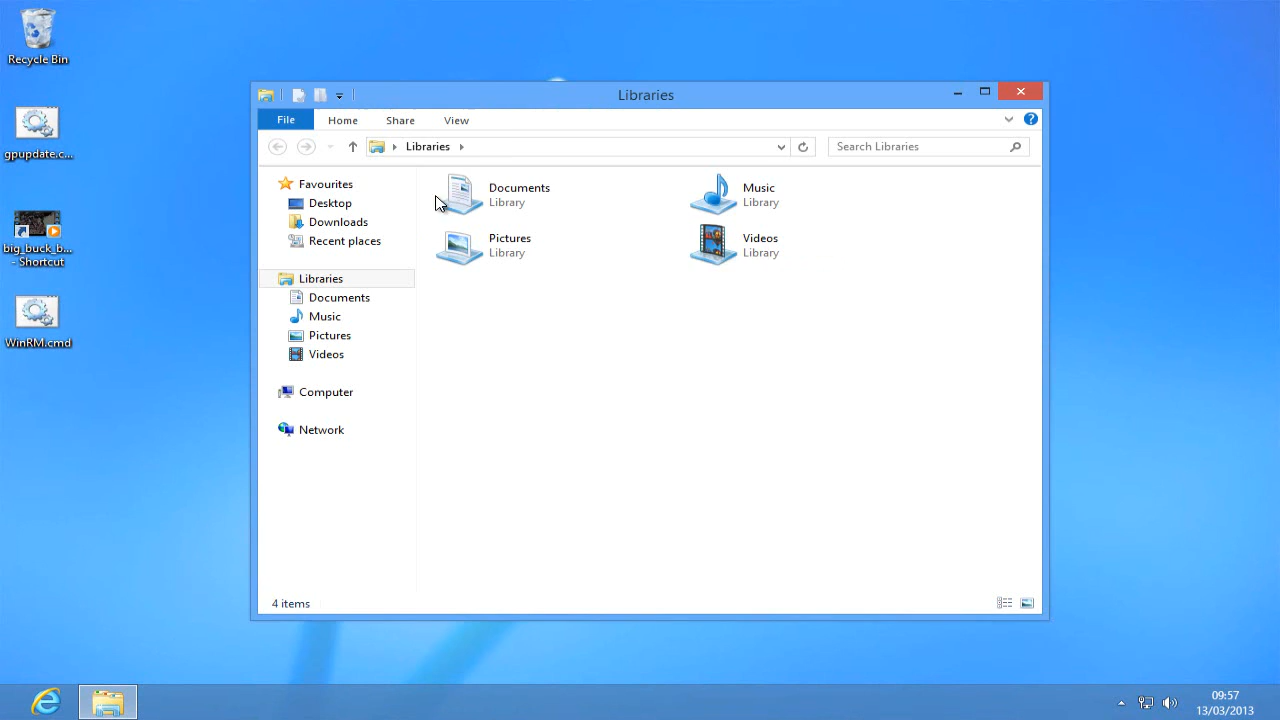 Recycle Bin
gpupdate.c...
big_buck_b...
- Shortcut
WinRM.cmd
Libraries
File Home Share View
Libraries
Search Libraries
Favourites
Desktop
Downloads
Recent places
Libraries
Documents
Music
Pictures
Videos
Computer
Network
Documents
Library
Music
Library
Pictures
Library
Videos
Library
4 items
09:57
13/03/2013